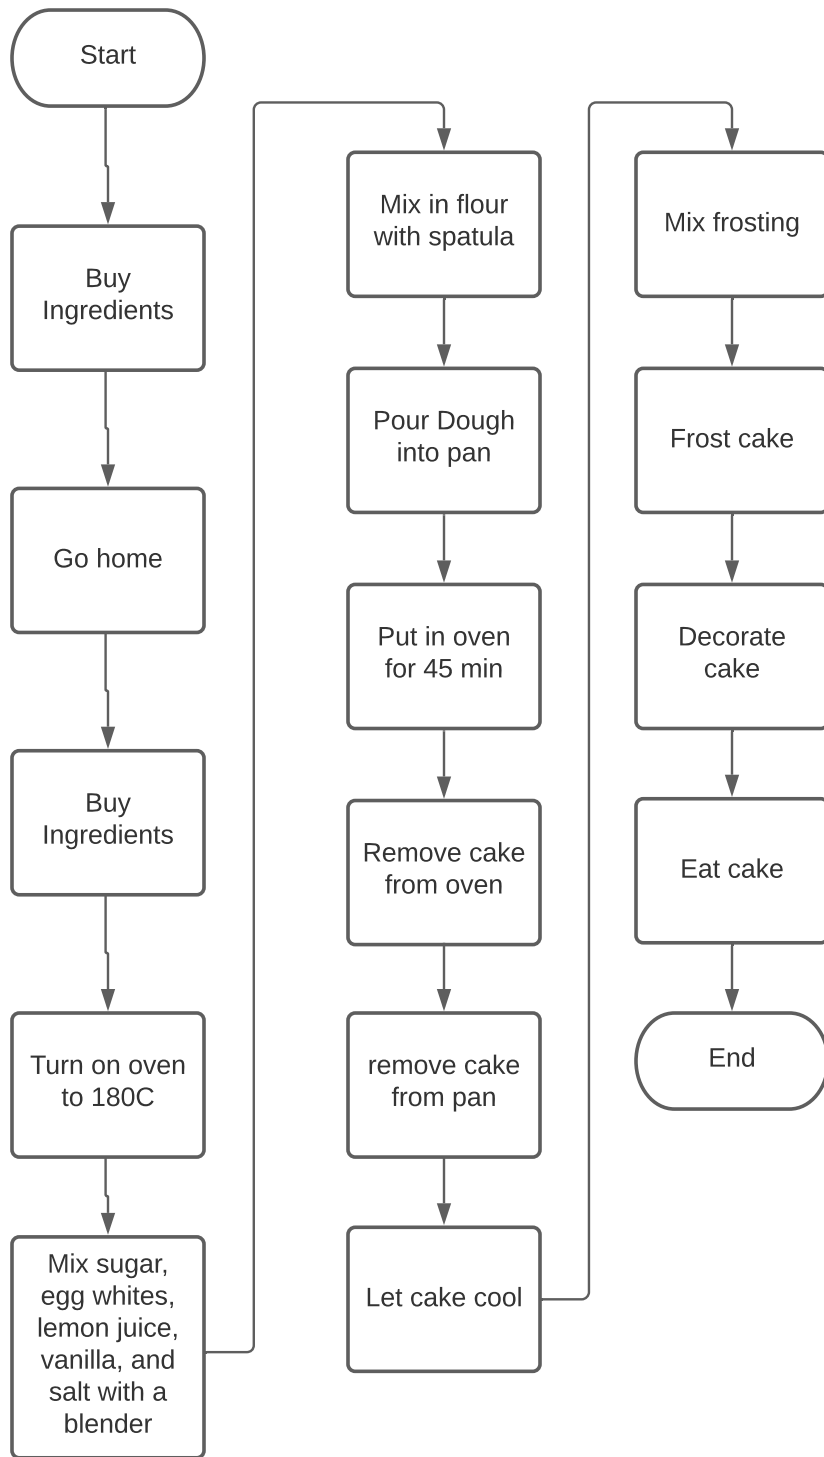 Start
Buy
Ingredients
Go home
Buy
Ingredients
Turn on oven
to 180C
Mix sugar,
egg whites,
lemon juice,
vanilla, and
salt with a
blender
Mix in flour
with spatula
Pour Dough
into pan
Put in oven
for 45 min
Remove cake
from oven
remove cake
from pan
Let cake cool
Mix frosting
Frost cake
Decorate
cake
Eat cake
End